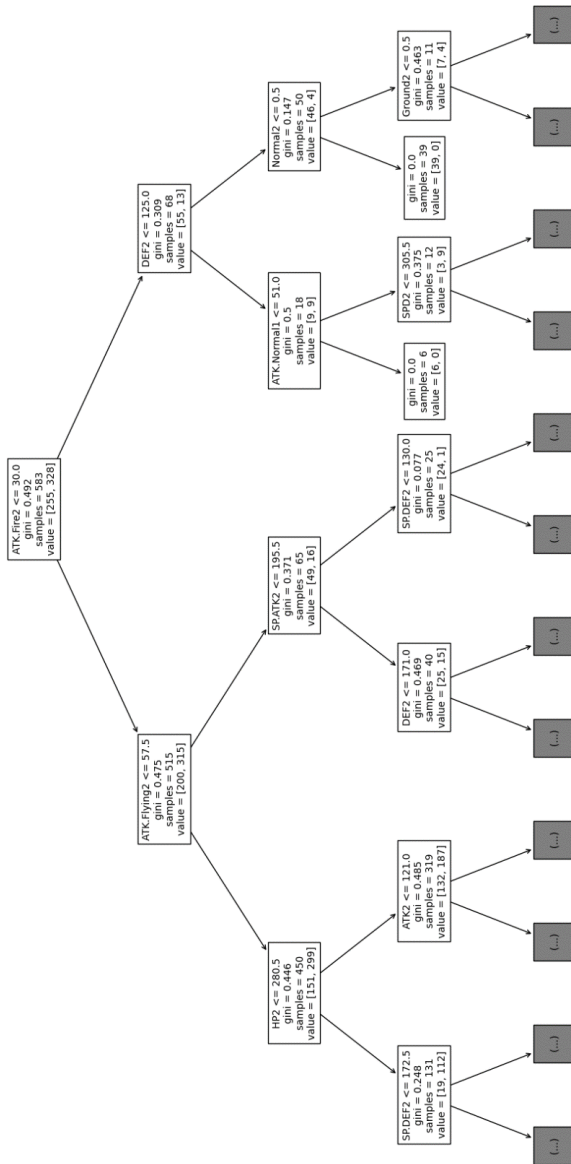 ATK.Fire2 <= 30.0
gini = 0.492
samples = 583
value = [255, 328]
ATK.Flying2 <= 57.5
gini = 0.475
samples = 515
value = [200, 315]
DEF2 <= 125.0
gini = 0.309
samples = 68
value = [55, 13]
HP2 <= 280.5
gini = 0.446
samples = 450
value = [151, 299]
SP.ATK2 <= 195.5
gini = 0.371
samples = 65
value = [49, 16]
ATK.Normal1 <= 51.0
gini = 0.5
samples = 18
value = [9, 9]
Normal2 <= 0.5
gini = 0.147
samples = 50
value = [46, 4]
SP.DEF2 <= 172.5
gini = 0.248
samples = 131
value = [19, 112]
ATK2 <= 121.0
gini = 0.485
samples = 319
value = [132, 187]
DEF2 <= 171.0
gini = 0.469
samples = 40
value = [25, 15]
SP.DEF2 <= 130.0
gini = 0.077
samples = 25
value = [24, 1]
gini = 0.0
samples = 6
value = [6, 0]
SPD2 <= 305.5
gini = 0.375
samples = 12
value = [3, 9]
gini = 0.0
samples = 39
value = [39, 0]
Ground2 <= 0.5
gini = 0.463
samples = 11
value = [7, 4]
(...)
(...)
(...)
(...)
(...)
(...)
(...)
(...)
(...)
(...)
(...)
(...)